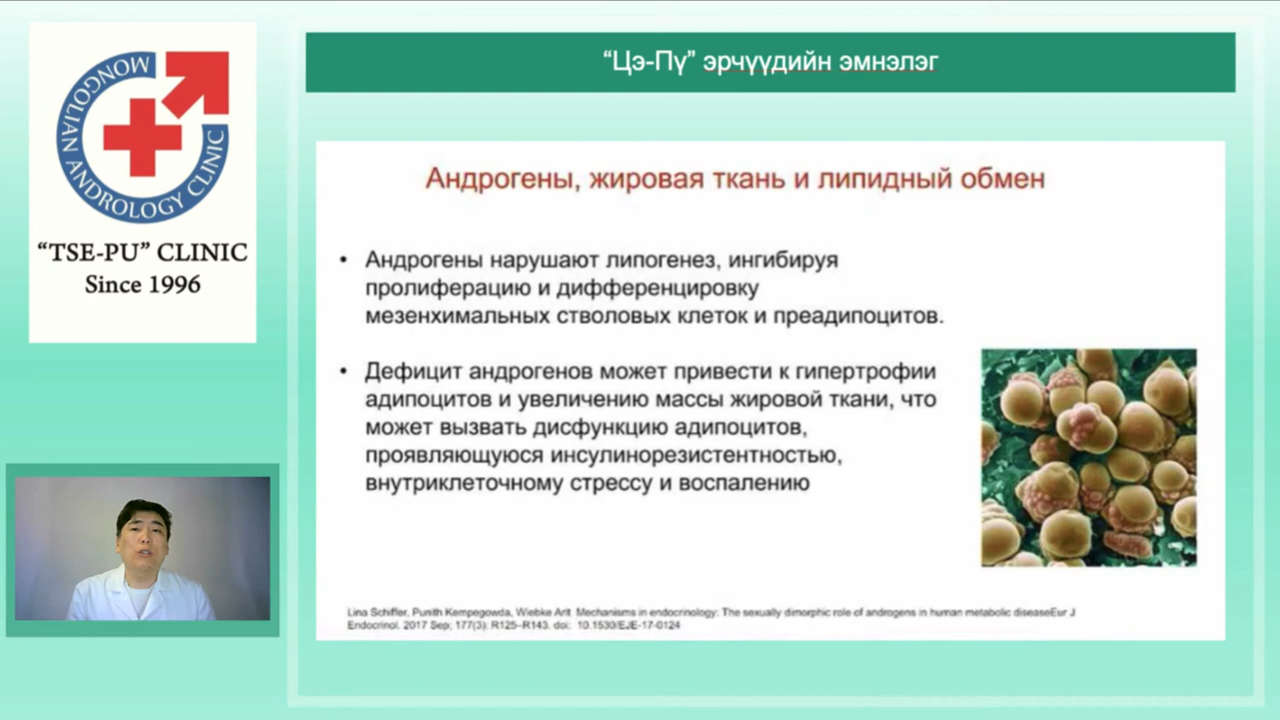 MONGOLIAN ANDROLOGY CLINIC
“TSE-PU” CLINIC
Since 1996
“Цэ-Пү” эрчүүдийн эмнэлэг
Андрогены, жировая ткань и липидный обмен
• Андрогены нарушают липогенез, ингибируя
пролиферацию и дифференцировку
мезенхимальных стволовых клеток и преадипоцитов.
• Дефицит андрогенов может привести к гипертрофии
адипоцитов и увеличению массы жировой ткани, что
может вызвать дисфункцию адипоцитов,
проявляющуюся инсулинорезистентностью,
внутриклеточному стрессу и воспалению
Lina Schiffer, Punith Kempegowda, Wiebke Arlt Mechanisms in endocrinology: The sexually dimorphic role of androgens in human metabolic diseaseEur J
Endocrinol. 2017 Sep; 177(3): R125–R143. doi: 10.1530/EJE-17-0124